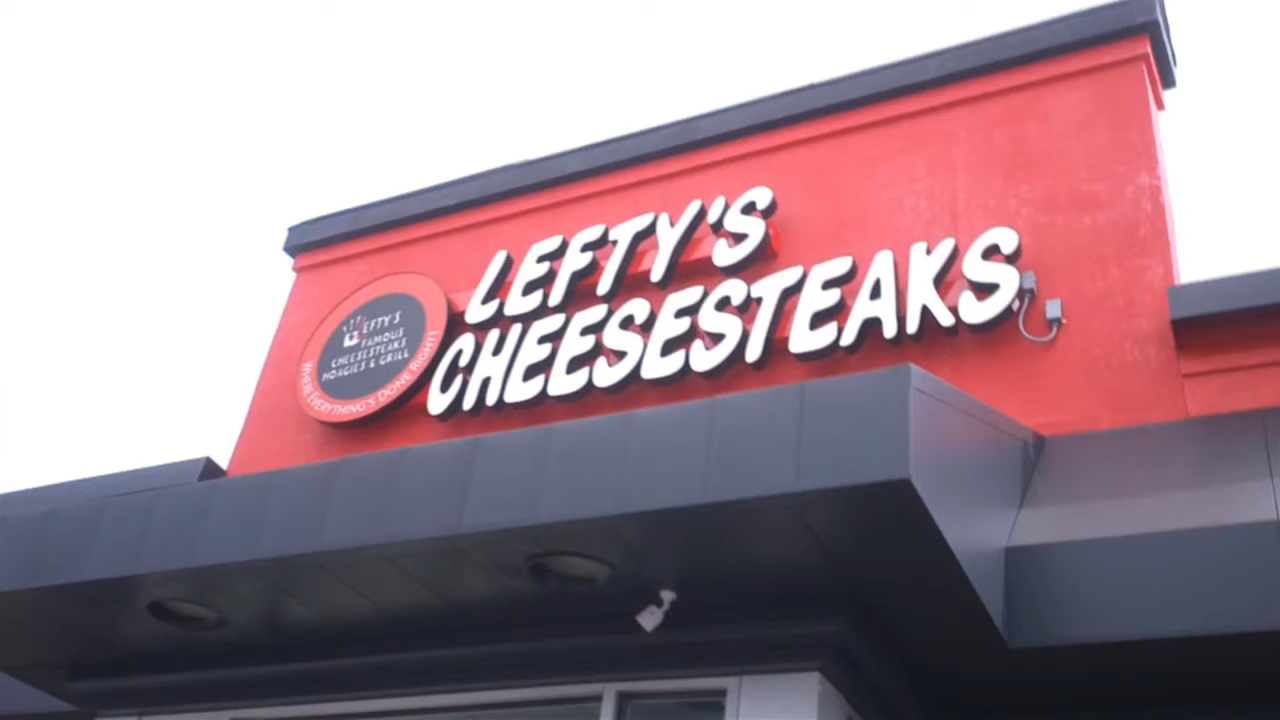 LEFTY'S
CHEESESTEAKS
LEFTY'S
FAMOUS
CHEESESTEAKS
HOAGIES & GRILL
WHERE EVERYTHING'S DONE RIGHT!